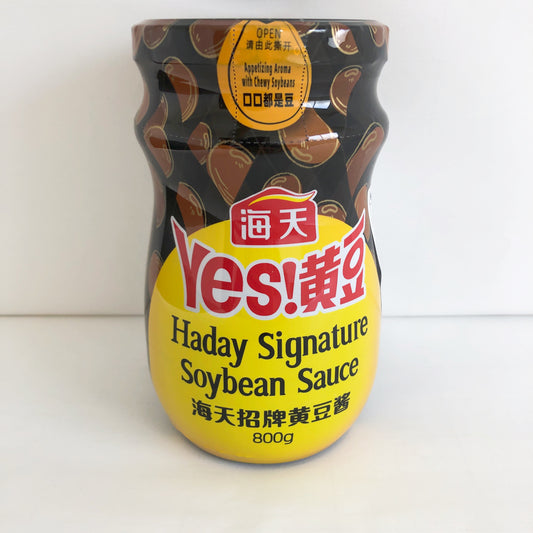 OPEN
请由此撕开
Appetizing Aroma
with Chewy Soybeans
口口都是豆
海天
Yes!黄豆
Haday Signature
Soybean Sauce
海天招牌黄豆酱
800g